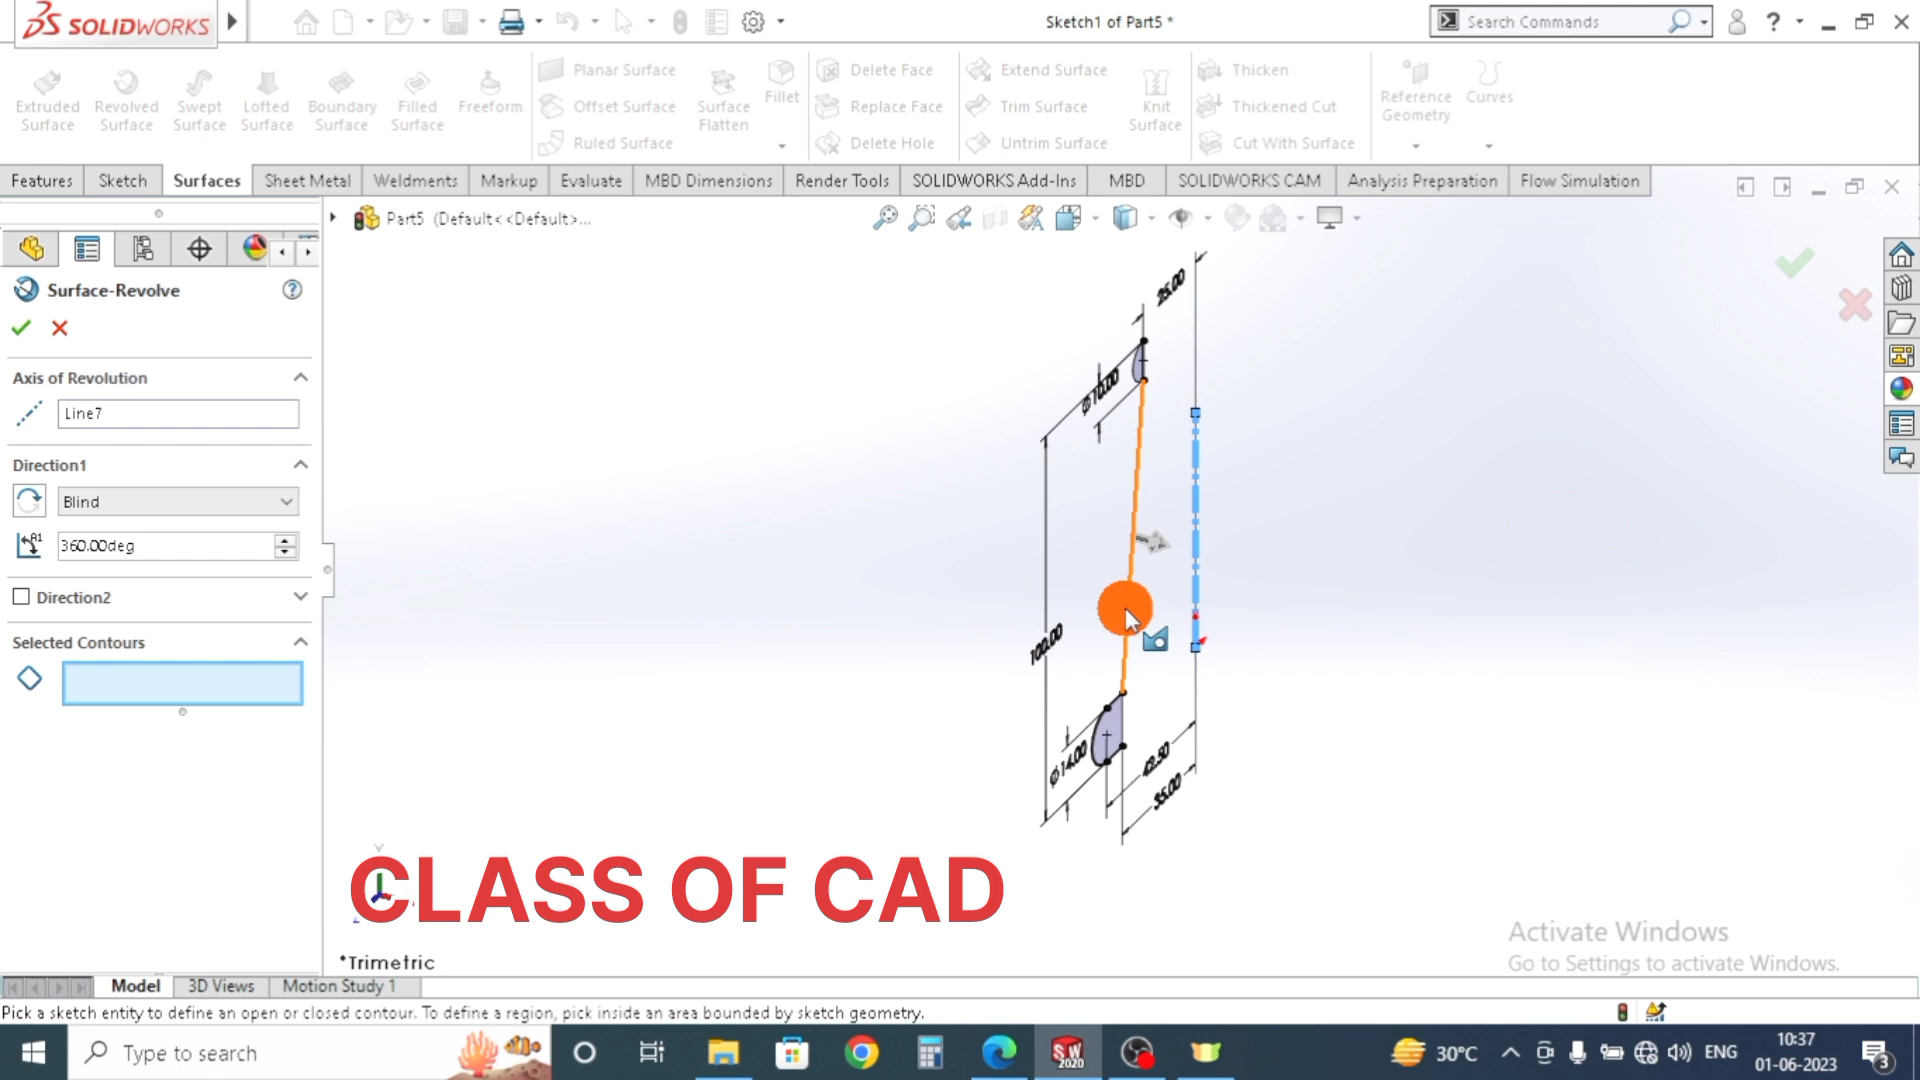 SOLIDWORKS
Sketch1 of Part5 *
Search Commands
?
Extruded Surface
Revolved Surface
Swept Surface
Lofted Surface
Boundary Surface
Filled Surface
Freeform
Planar Surface
Offset Surface
Ruled Surface
Surface Flatten
Fillet
Delete Face
Replace Face
Delete Hole
Extend Surface
Trim Surface
Untrim Surface
Knit Surface
Thicken
Thickened Cut
Cut With Surface
Reference Geometry
Curves
Features Sketch Surfaces Sheet Metal Weldments Markup Evaluate MBD Dimensions Render Tools SOLIDWORKS Add-Ins MBD SOLIDWORKS CAM Analysis Preparation Flow Simulation
Part5 (Default<<Default>...
Surface-Revolve
Axis of Revolution
Line7
Direction1
Blind
360.00deg
Direction2
Selected Contours
25.00
Ø10.00
100.00
Ø14.00
42.50
35.00
CLASS OF CAD
*Trimetric
Activate Windows
Go to Settings to activate Windows.
Model 3D Views Motion Study 1
Pick a sketch entity to define an open or closed contour. To define a region, pick inside an area bounded by sketch geometry.
Type to search
SW
2020
30°C
ENG
10:37
01-06-2023
3